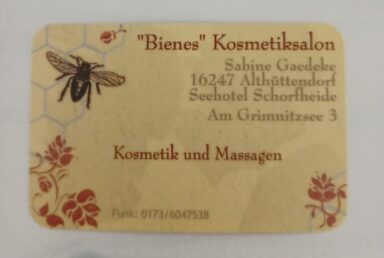 "Bienes" Kosmetiksalon
Sabine Gaedeke
16247 Althüttendorf
Seehotel Schorfheide
Am Grimnitzsee 3
Kosmetik und Massagen
Funk: 0173/6047538